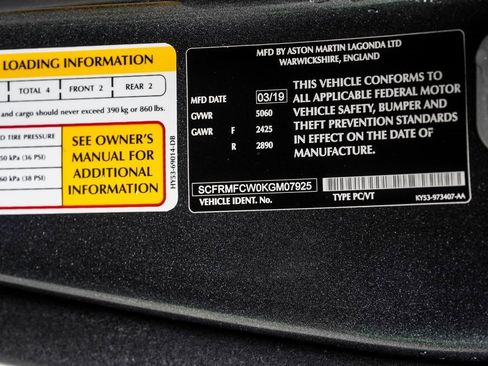 LOADING INFORMATION
TOTAL 4 FRONT 2 REAR 2
and cargo should never exceed 390 kg or 860 lbs.
TIRE PRESSURE
50 kPa (36 PSI)
60 kPa (38 PSI)
SEE OWNER'S
MANUAL FOR
ADDITIONAL
INFORMATION
HY53-69014-DB
MFD BY ASTON MARTIN LAGONDA LTD
WARWICKSHIRE, ENGLAND
MFD DATE 03/19
GVWR 5060
GAWR F 2425
R 2890
THIS VEHICLE CONFORMS TO
ALL APPLICABLE FEDERAL MOTOR
VEHICLE SAFETY, BUMPER AND
THEFT PREVENTION STANDARDS
IN EFFECT ON THE DATE OF
MANUFACTURE.
SCFRMFCW0KGM07925
VEHICLE IDENT. No.
TYPE PC/VT
KY53-973407-AA